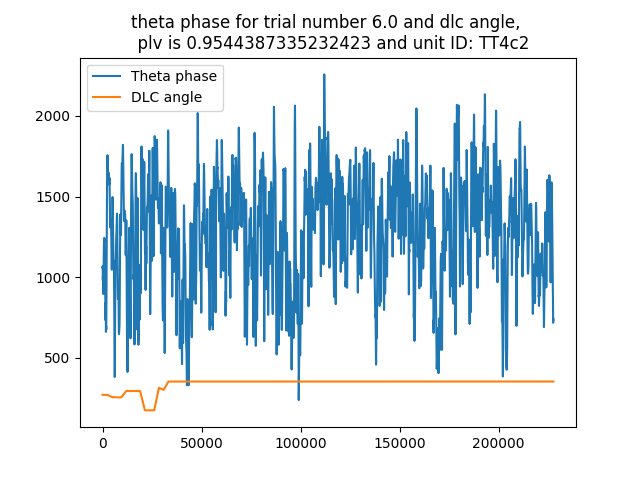 theta phase for trial number 6.0 and dlc angle,
plv is 0.9544387335232423 and unit ID: TT4c2
Theta phase
DLC angle
2000
1500
1000
500
0 50000 100000 150000 200000